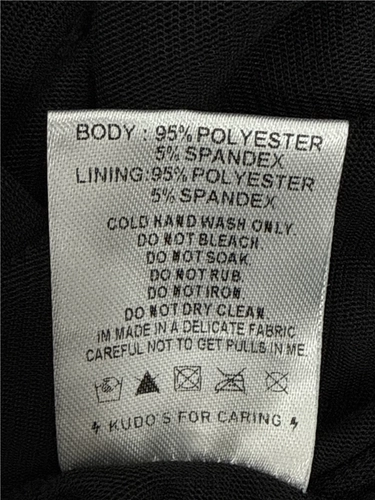 BODY : 95% POLYESTER
5% SPANDEX
LINING:95% POLYESTER
5% SPANDEX
COLD HAND WASH ONLY.
DO NOT BLEACH.
DO NOT SOAK.
DO NOT RUB.
DO NOT IRON.
DO NOT DRY CLEAN.
IM MADE IN A DELICATE FABRIC
CAREFUL NOT TO GET PULLS IN ME.
KUDO'S FOR CARING